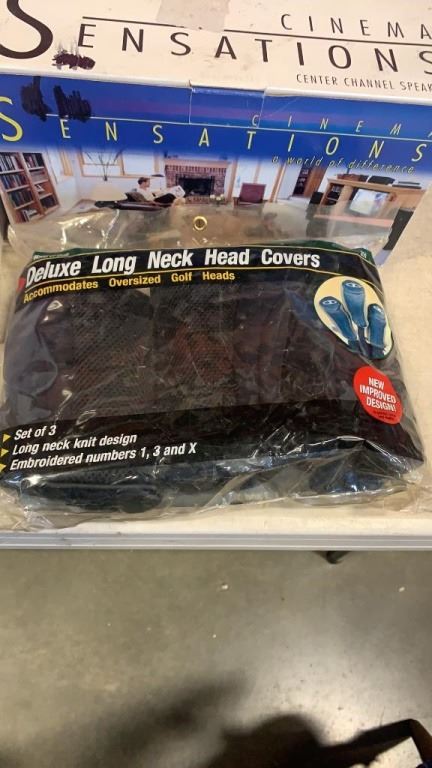 CINEMA
SENSATIONS
CENTER CHANNEL SPEAK
CINEMA
SENSATIONS
a world of difference
Deluxe Long Neck Head Covers
Accommodates Oversized Golf Heads
NEW
IMPROVED
DESIGN!
Set of 3
Long neck knit design
Embroidered numbers 1, 3 and X